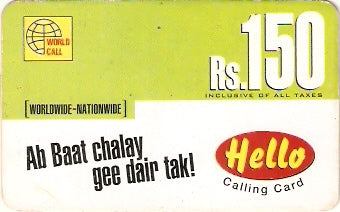 WORLD
CALL
Rs.150
INCLUSIVE OF ALL TAXES
[WORLDWIDE-NATIONWIDE]
Ab Baat chalay
gee dair tak!
Hello
Calling Card